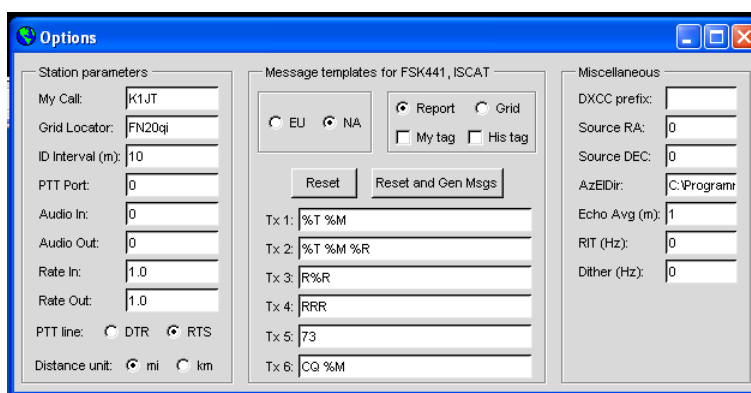 Options
Station parameters
My Call: K1JT
Grid Locator: FN20qi
ID Interval (m): 10
PTT Port: 0
Audio In: 0
Audio Out: 0
Rate In: 1.0
Rate Out: 1.0
PTT line: DTR RTS
Distance unit: mi km
Message templates for FSK441, ISCAT
EU NA
Report Grid
My tag His tag
Reset Reset and Gen Msgs
Tx 1: %T %M
Tx 2: %T %M %R
Tx 3: R%R
Tx 4: RRR
Tx 5: 73
Tx 6: CQ %M
Miscellaneous
DXCC prefix:
Source RA: 0
Source DEC: 0
AzElDir: C:\Programr
Echo Avg (m): 1
RIT (Hz): 0
Dither (Hz): 0